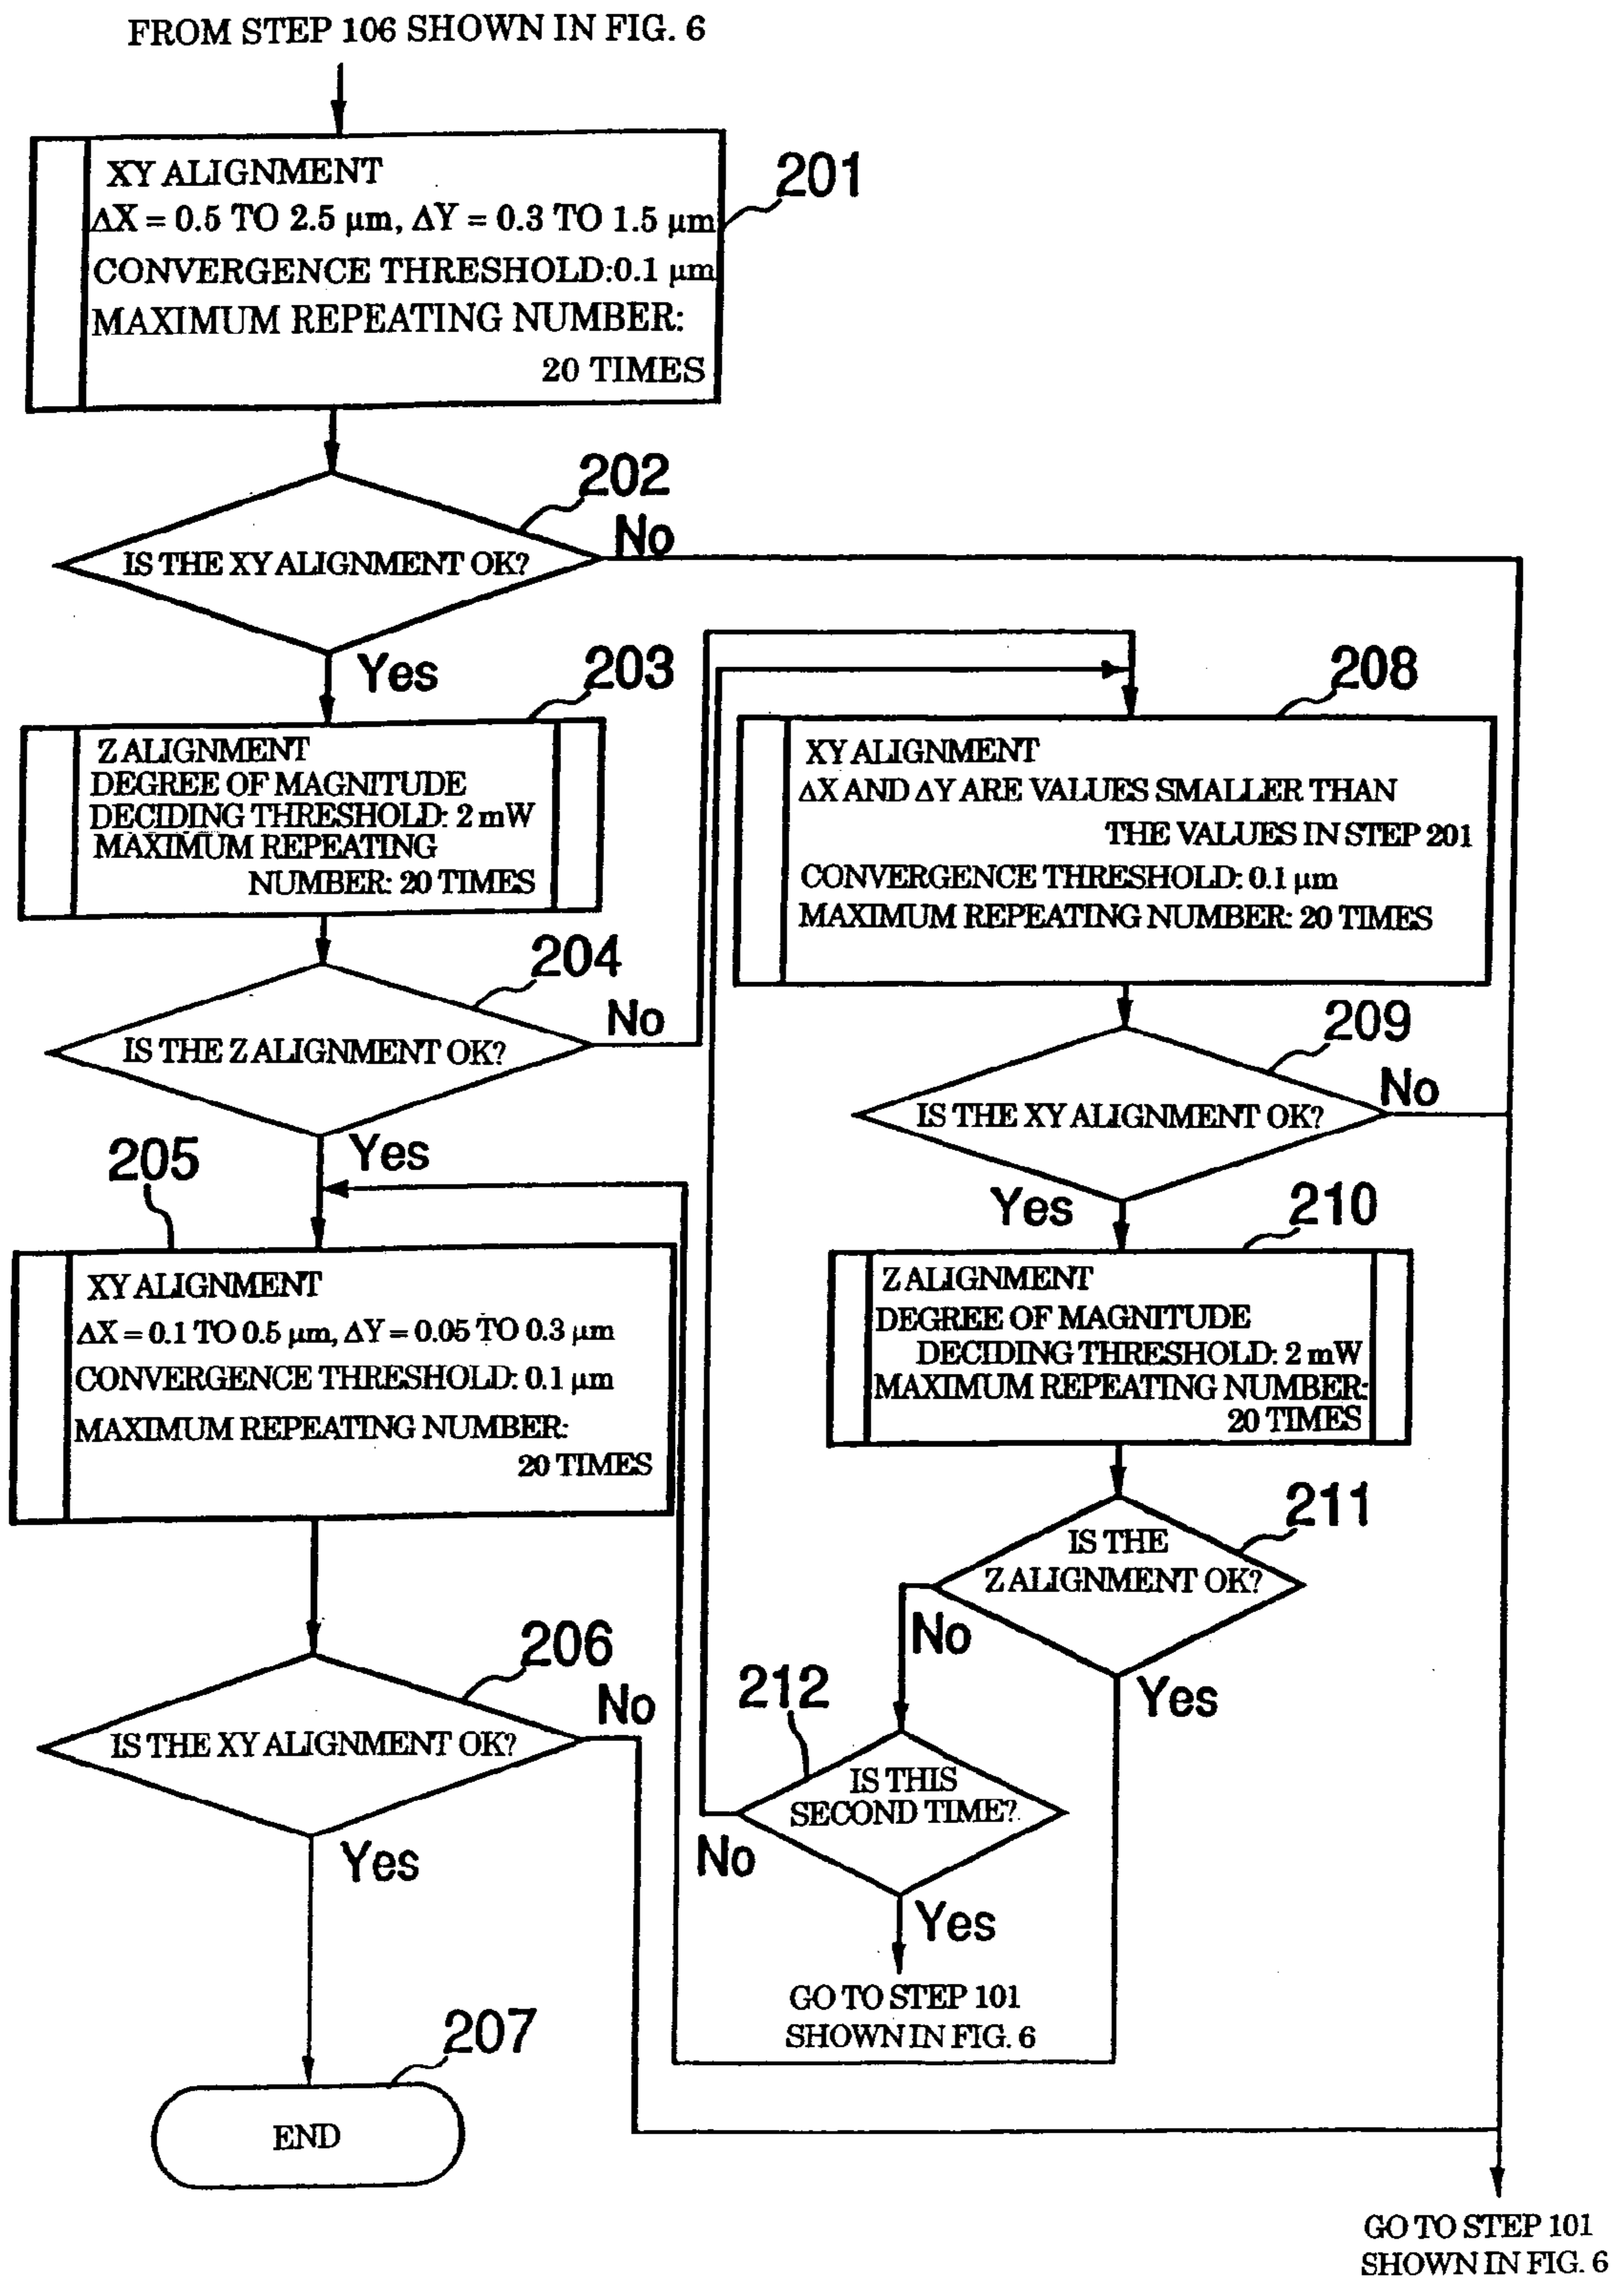 FROM STEP 106 SHOWN IN FIG. 6
XY ALIGNMENT
ΔX = 0.5 TO 2.5 µm, ΔY = 0.3 TO 1.5 µm
CONVERGENCE THRESHOLD:0.1 µm
MAXIMUM REPEATING NUMBER:
20 TIMES
201
202
IS THE XY ALIGNMENT OK?
No
Yes
203
Z ALIGNMENT
DEGREE OF MAGNITUDE
DECIDING THRESHOLD: 2 mW
MAXIMUM REPEATING
NUMBER: 20 TIMES
204
IS THE Z ALIGNMENT OK?
No
Yes
205
XY ALIGNMENT
ΔX = 0.1 TO 0.5 µm, ΔY = 0.05 TO 0.3 µm
CONVERGENCE THRESHOLD: 0.1 µm
MAXIMUM REPEATING NUMBER:
20 TIMES
206
IS THE XY ALIGNMENT OK?
No
Yes
207
END
208
XY ALIGNMENT
ΔX AND ΔY ARE VALUES SMALLER THAN
THE VALUES IN STEP 201
CONVERGENCE THRESHOLD: 0.1 µm
MAXIMUM REPEATING NUMBER: 20 TIMES
209
IS THE XY ALIGNMENT OK?
No
Yes
210
Z ALIGNMENT
DEGREE OF MAGNITUDE
DECIDING THRESHOLD: 2 mW
MAXIMUM REPEATING NUMBER:
20 TIMES
211
IS THE
Z ALIGNMENT OK?
No
Yes
212
IS THIS
SECOND TIME?
No
Yes
GO TO STEP 101
SHOWN IN FIG. 6
GO TO STEP 101
SHOWN IN FIG. 6